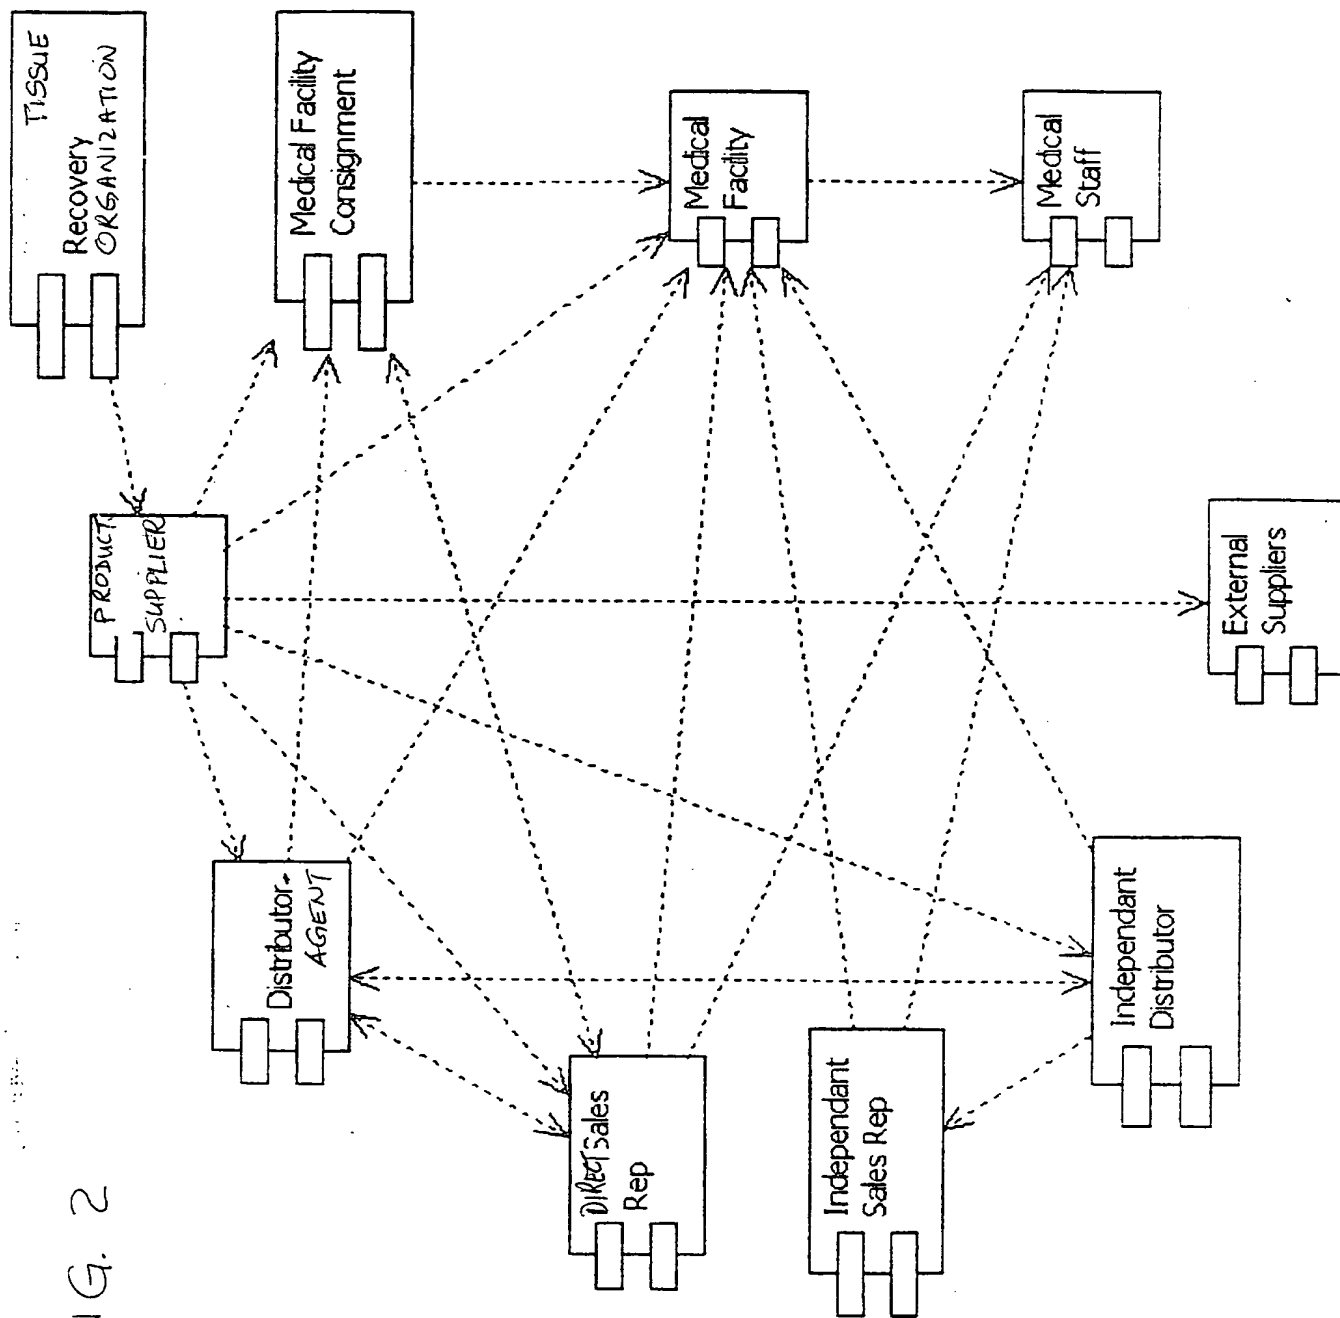 TISSUE
Recovery
ORGANIZATION
Medical Facility
Consignment
Medical
Facility
Medical
Staff
PRODUCT
SUPPLIER
External
Suppliers
Distributor-
AGENT
DIRECT Sales
Rep
Independant
Sales Rep
Independant
Distributor
IG. 2